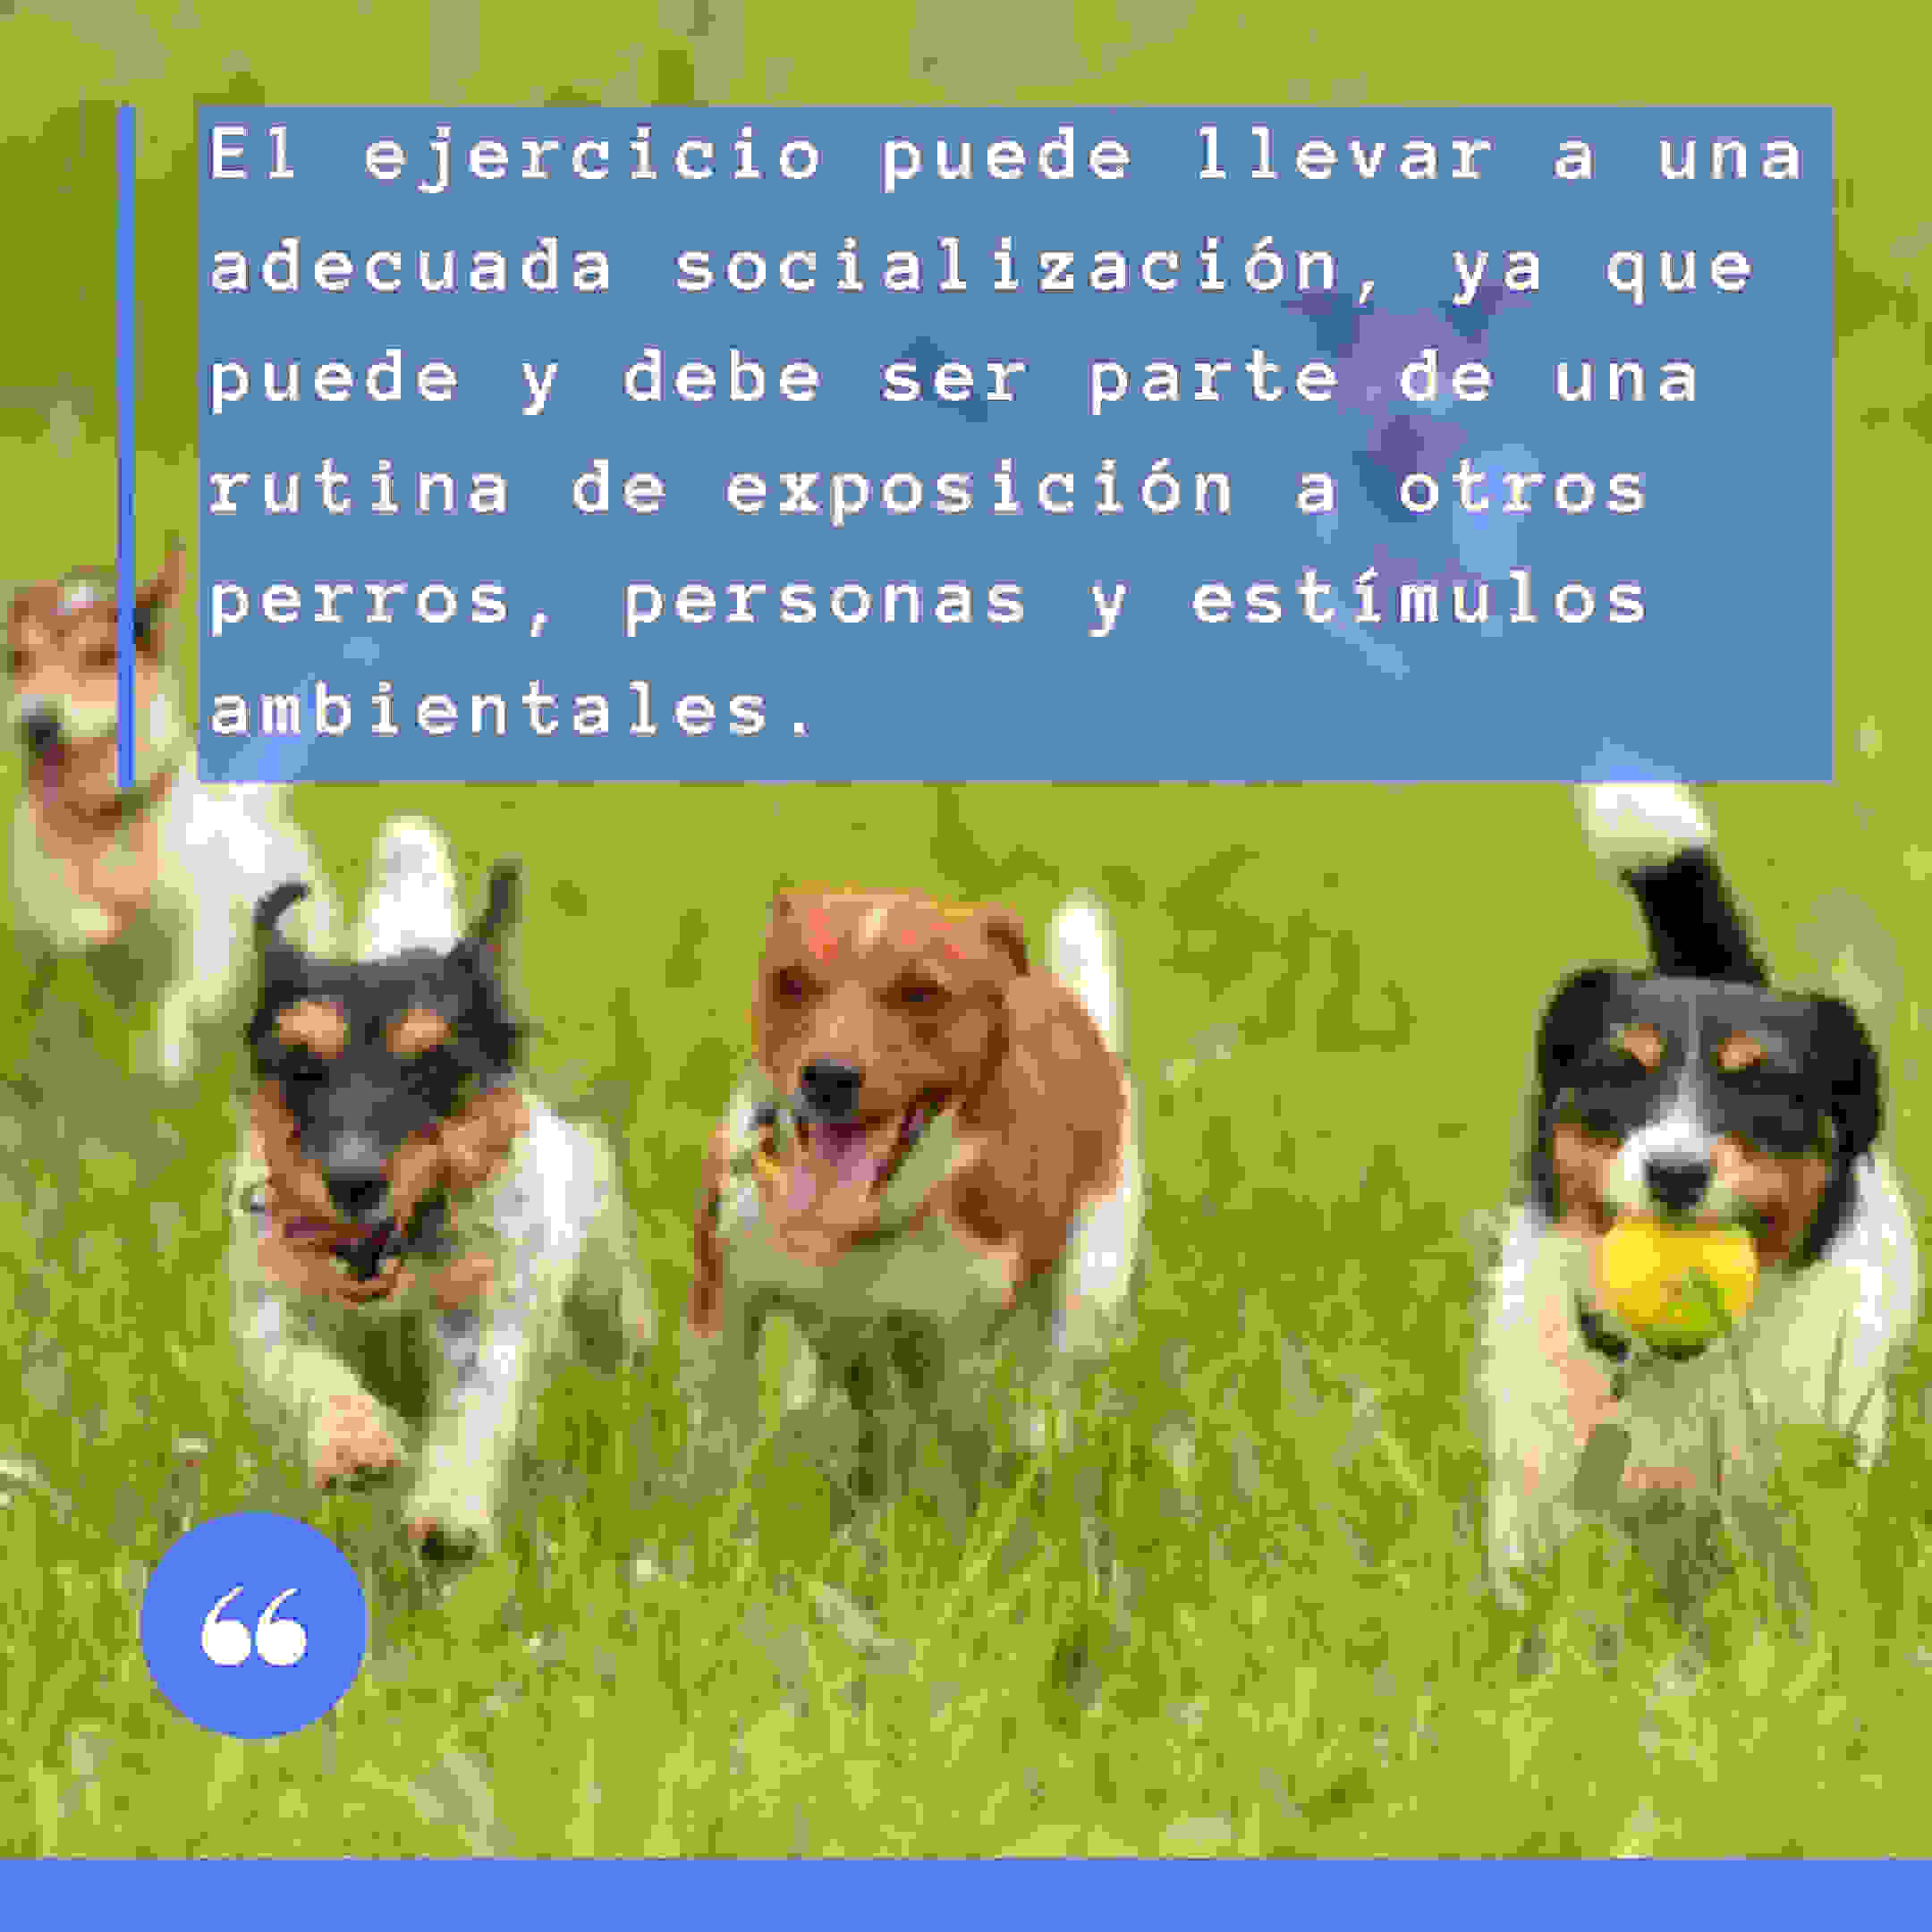 El ejercicio puede llevar a una
adecuada socialización, ya que
puede y debe ser parte de una
rutina de exposición a otros
perros, personas y estímulos
ambientales.